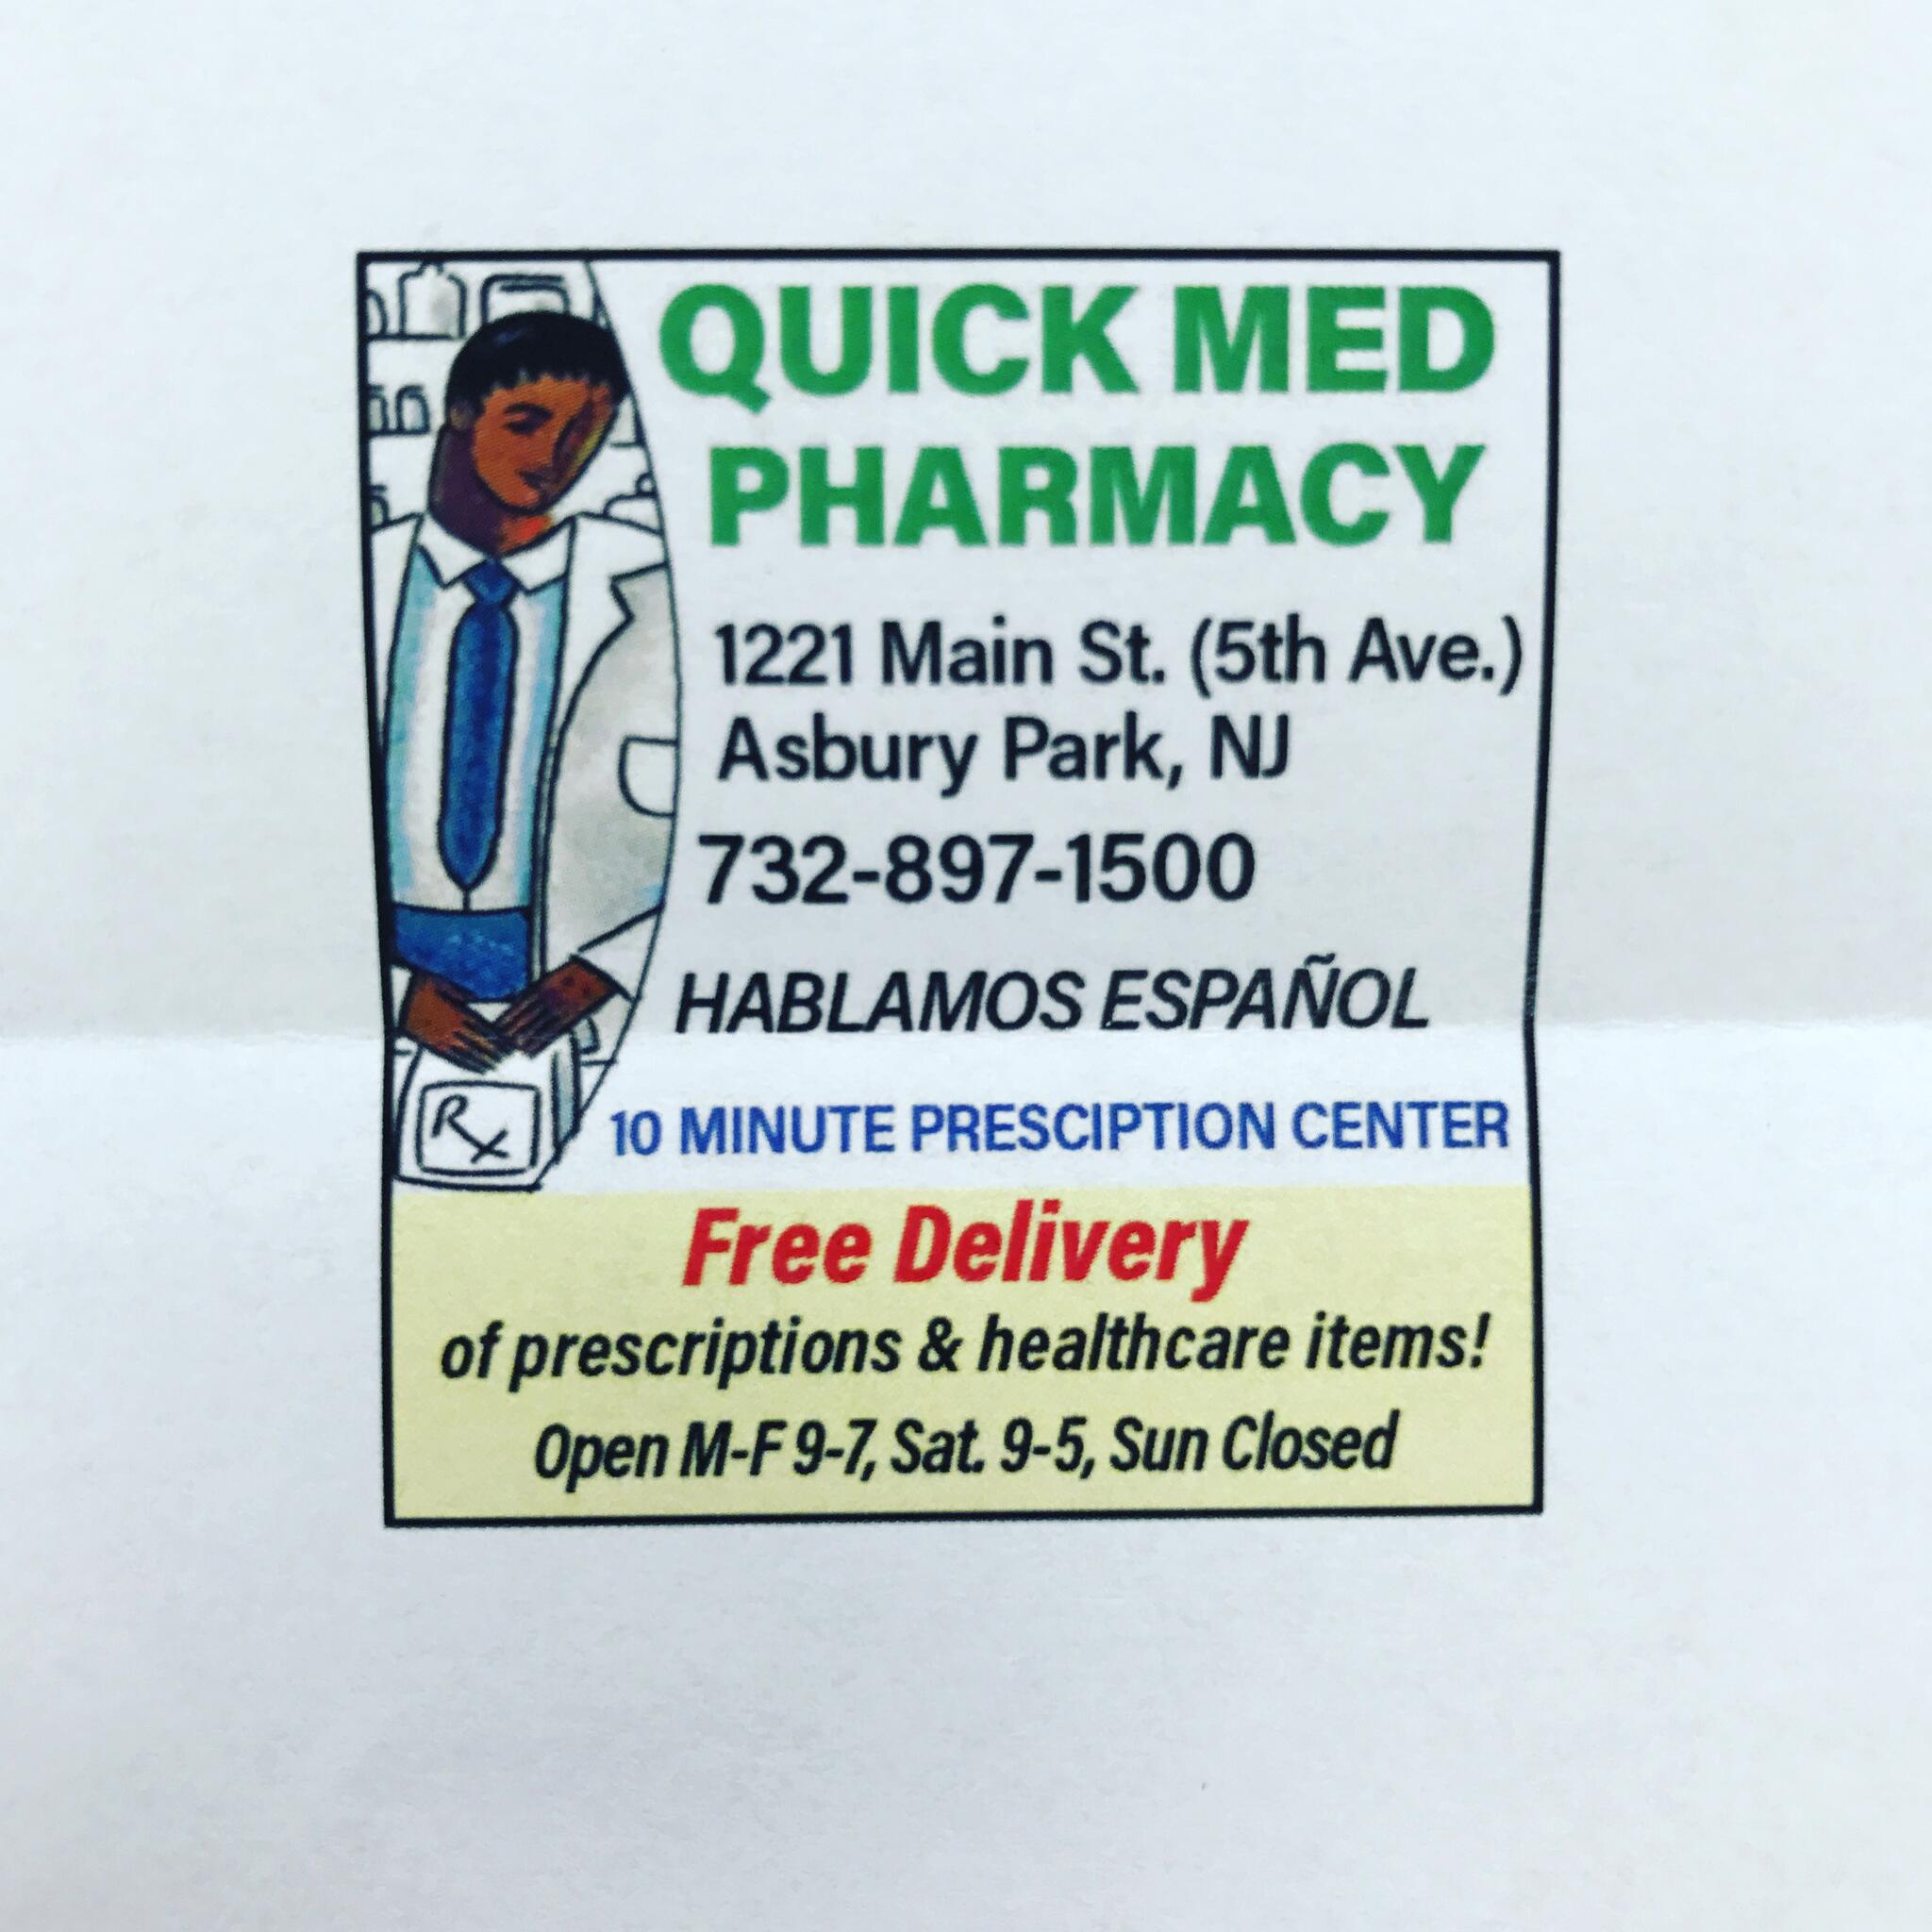 QUICK MED
PHARMACY
1221 Main St. (5th Ave.)
Asbury Park, NJ
732-897-1500
HABLAMOS ESPAÑOL
10 MINUTE PRESCIPTION CENTER
Rx
Free Delivery
of prescriptions & healthcare items!
Open M-F 9-7, Sat. 9-5, Sun Closed